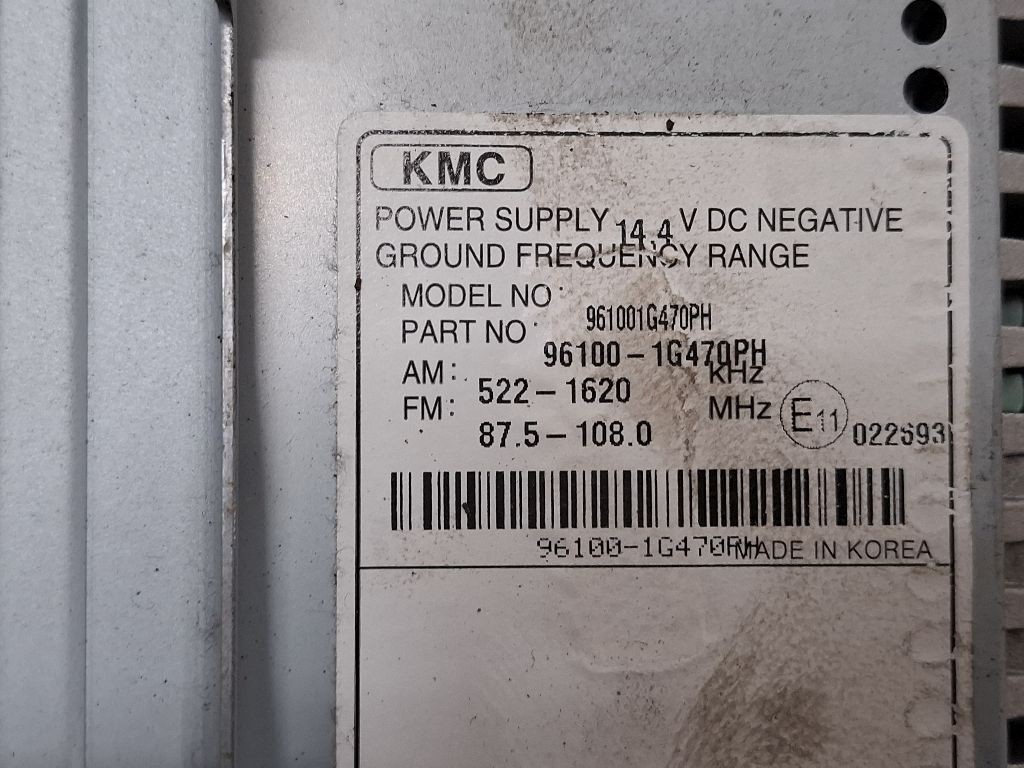 KMC
POWER SUPPLY 14.4 V DC NEGATIVE
GROUND FREQUENCY RANGE
MODEL NO : 961001G470PH
PART NO : 96100-1G470PH
AM : 522-1620 KHz
FM : 87.5-108.0 MHz
E11 022693
96100-1G470PH MADE IN KOREA